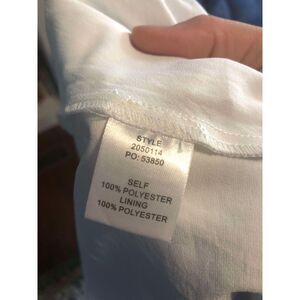 STYLE
2050114
PO: 53850
SELF
100% POLYESTER
LINING
100% POLYESTER